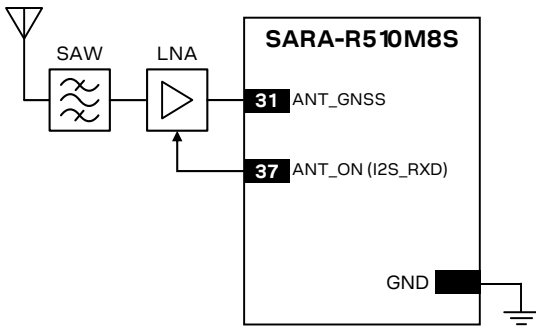 SARA-R510M8S
SAW
LNA
31 ANT_GNSS
37 ANT_ON (I2S_RXD)
GND